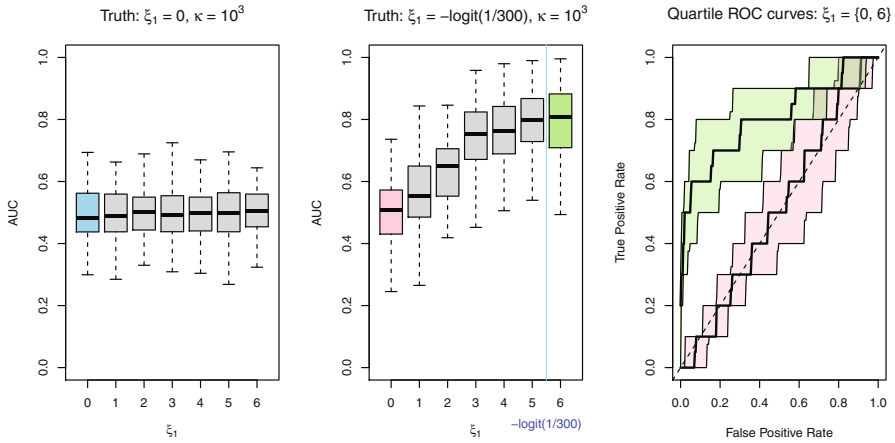 Truth: ξ₁ = 0, κ = 10³
AUC
1.0
0.8
0.6
0.4
0.2
0.0
0 1 2 3 4 5 6
ξ₁
Truth: ξ₁ = −logit(1/300), κ = 10³
AUC
1.0
0.8
0.6
0.4
0.2
0.0
0 1 2 3 4 5 6
ξ₁
−logit(1/300)
Quartile ROC curves: ξ₁ = {0, 6}
True Positive Rate
1.0
0.8
0.6
0.4
0.2
0.0
0.0 0.2 0.4 0.6 0.8 1.0
False Positive Rate